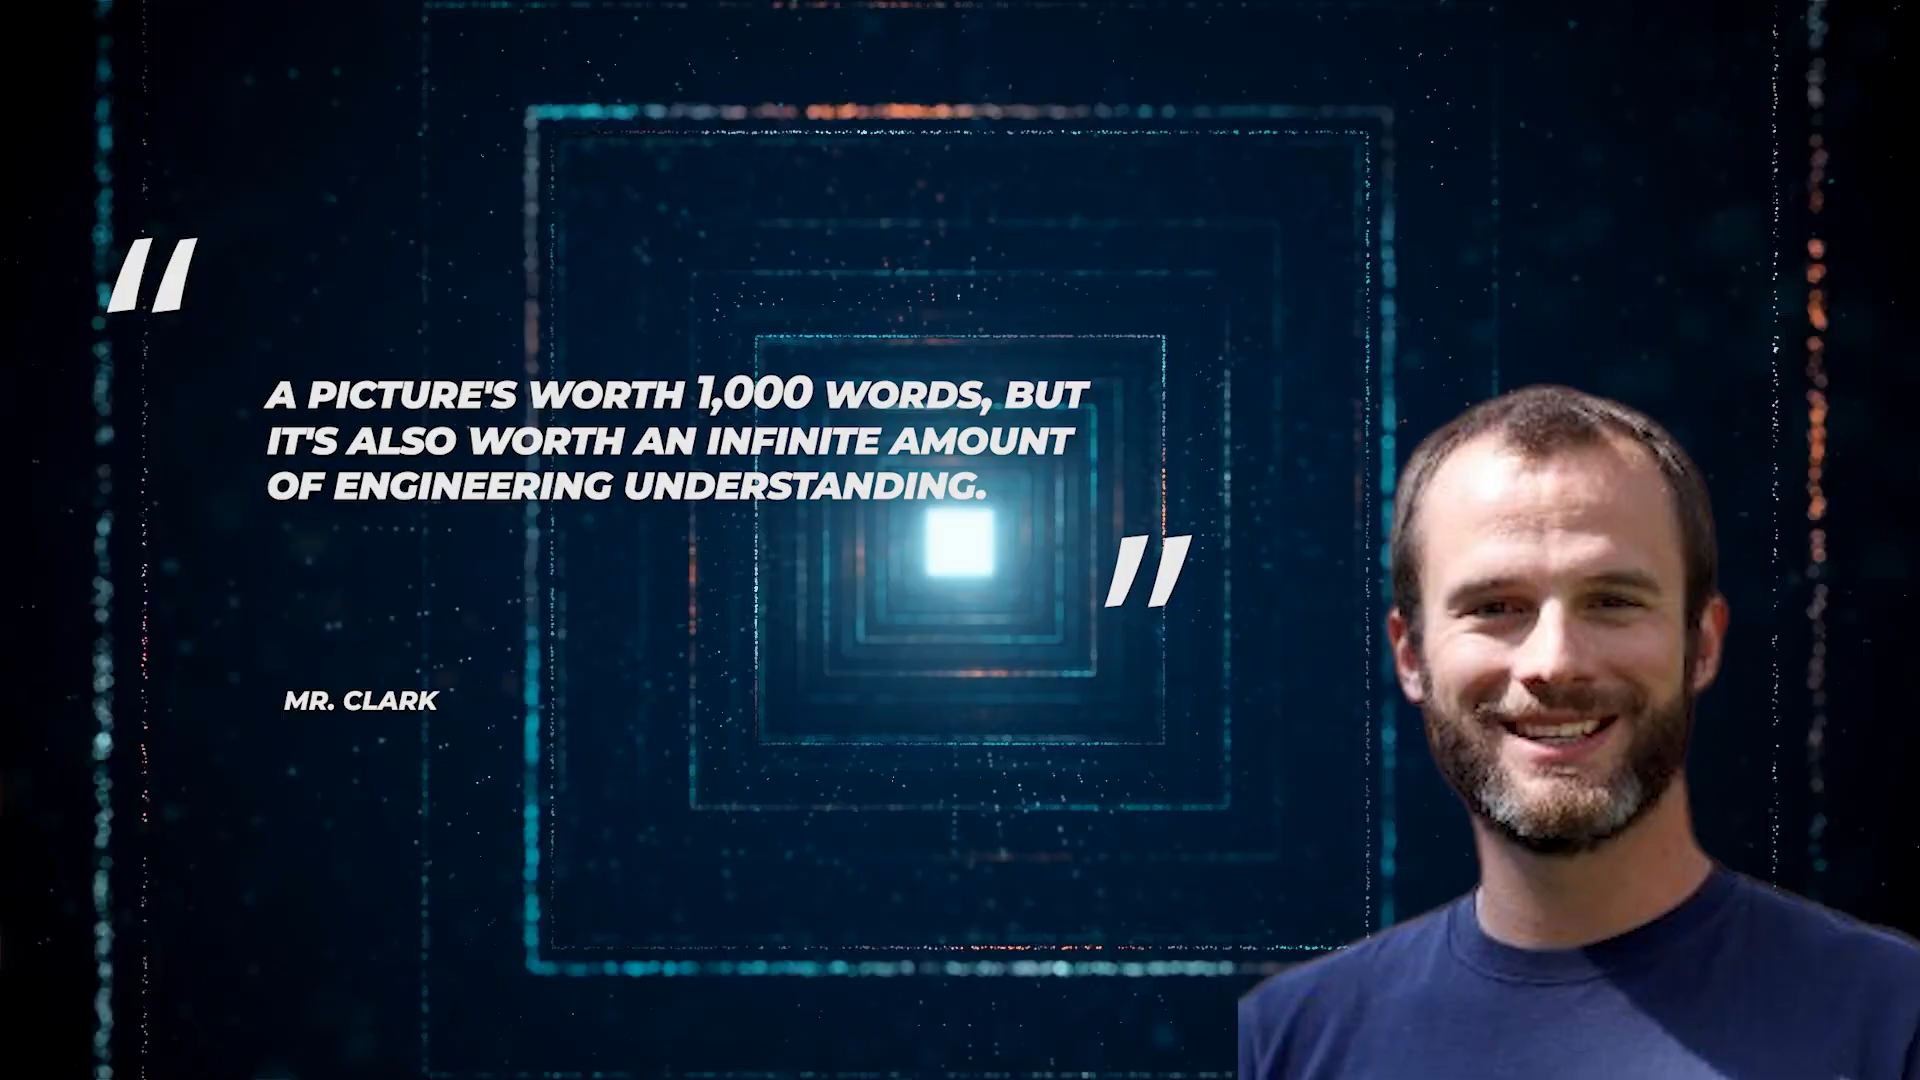 "
A PICTURE'S WORTH 1,000 WORDS, BUT
IT'S ALSO WORTH AN INFINITE AMOUNT
OF ENGINEERING UNDERSTANDING.
"
MR. CLARK